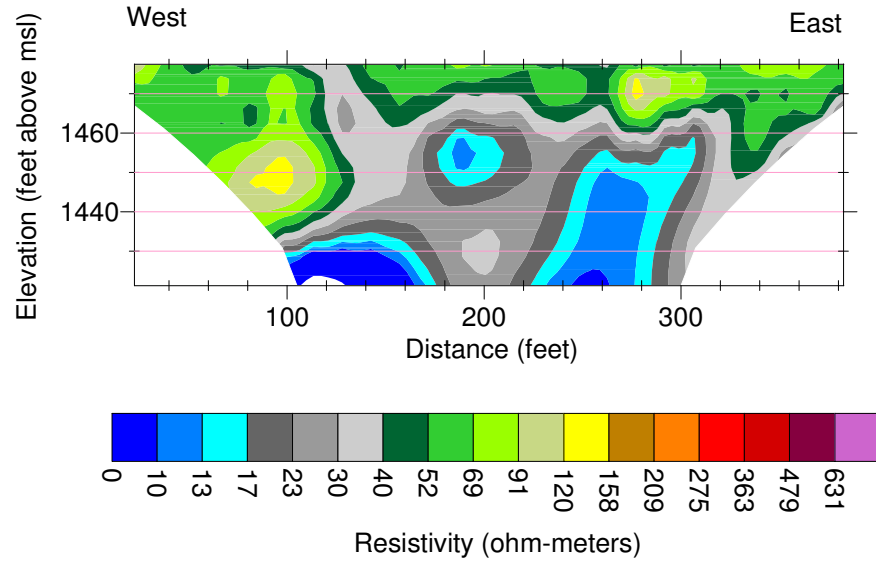 West
East
Elevation (feet above msl)
1460
1440
100 200 300
Distance (feet)
0 10 13 17 23 30 40 52 69 91 120 158 209 275 363 479 631
Resistivity (ohm-meters)